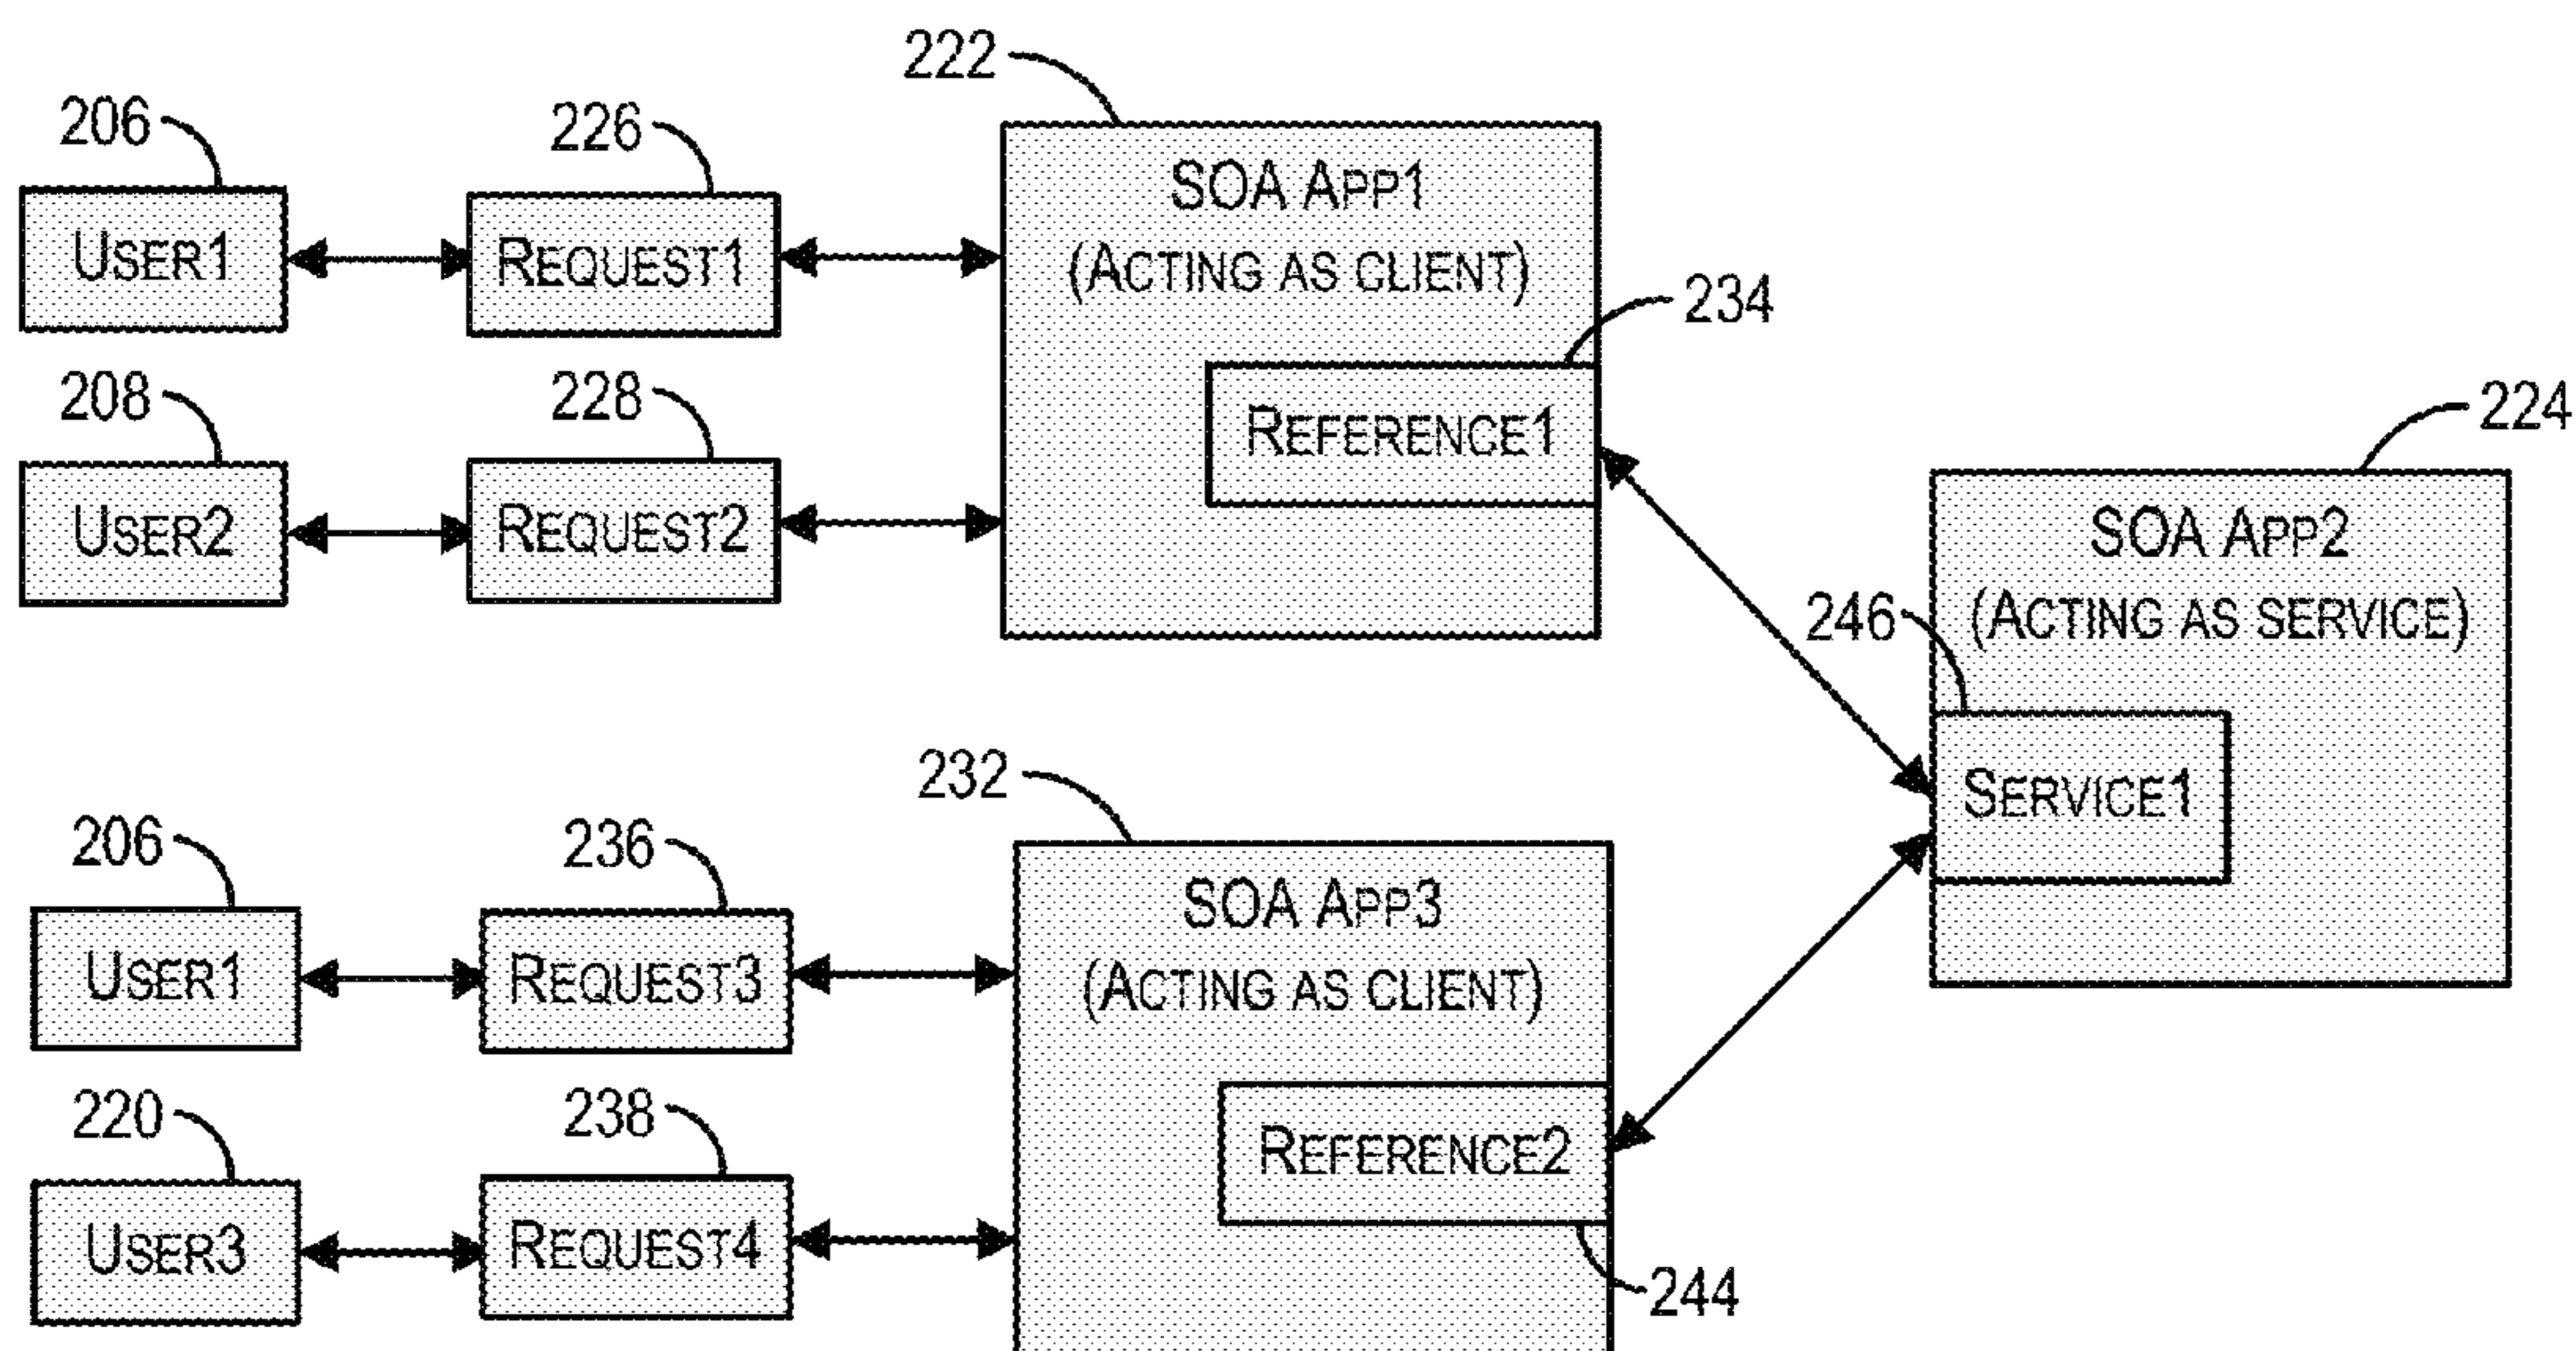 222
206
226
SOA APP1
(ACTING AS CLIENT)
USER1
REQUEST1
234
208
228
REFERENCE1
224
USER2
REQUEST2
SOA APP2
(ACTING AS SERVICE)
246
SERVICE1
232
206
236
SOA APP3
(ACTING AS CLIENT)
USER1
REQUEST3
220
238
REFERENCE2
USER3
REQUEST4
244